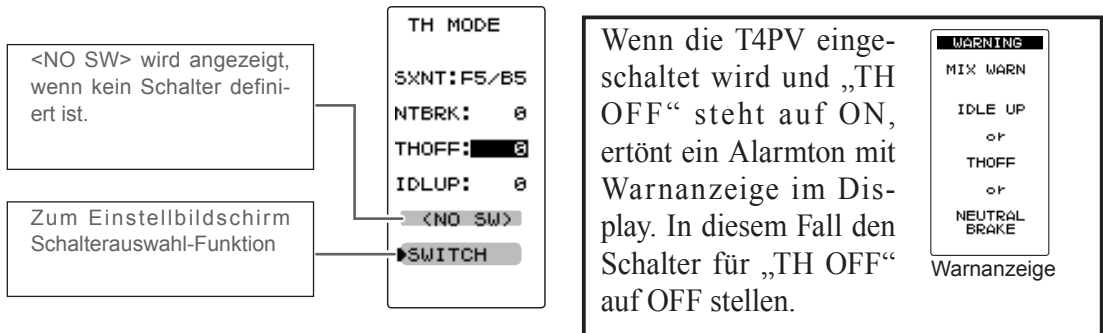 <NO SW> wird angezeigt,
wenn kein Schalter defini-
ert ist.
Zum Einstellbildschirm
Schalterauswahl-Funktion
TH MODE
SXNT:F5/B5
NTBRK: 0
THOFF: 0
IDLUP: 0
<NO SW>
▶SWITCH
Wenn die T4PV einge-
schaltet wird und „TH
OFF“ steht auf ON,
ertönt ein Alarmton mit
Warnanzeige im Dis-
play. In diesem Fall den
Schalter für „TH OFF“
auf OFF stellen.
WARNING
MIX WARN
IDLE UP
or
THOFF
or
NEUTRAL
BRAKE
Warnanzeige